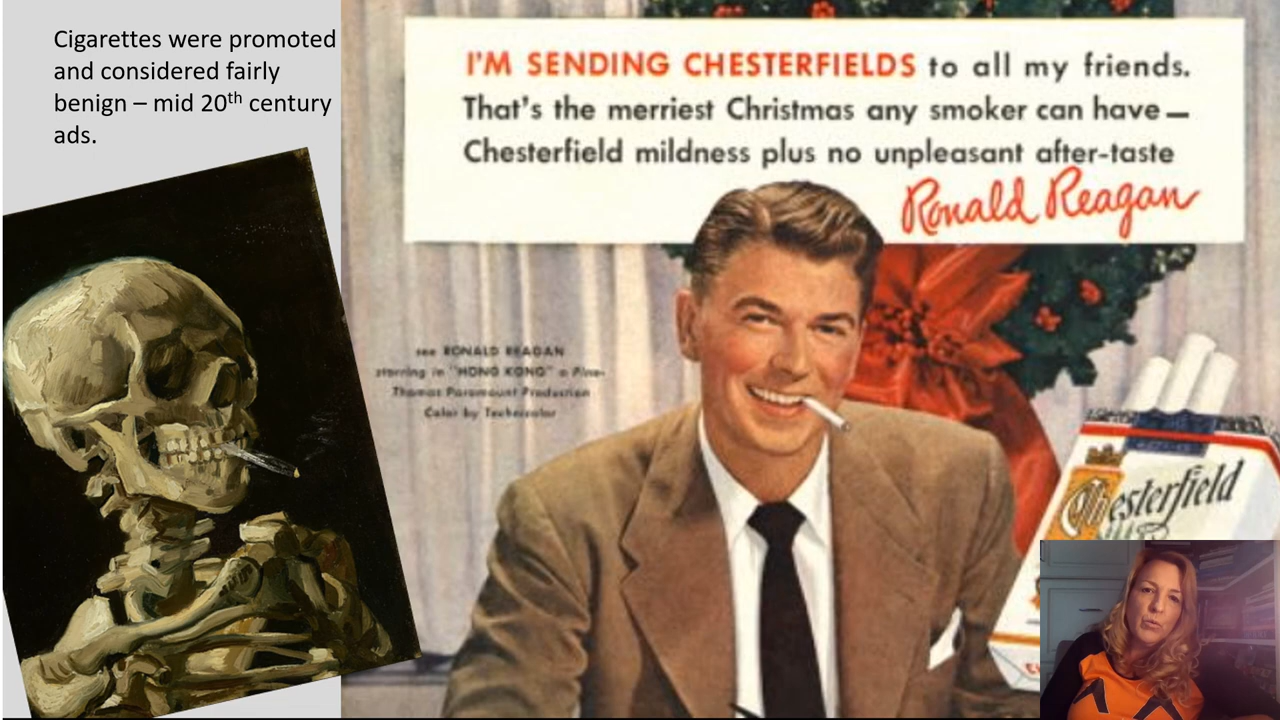 Cigarettes were promoted
and considered fairly
benign – mid 20th century
ads.
I'M SENDING CHESTERFIELDS to all my friends.
That's the merriest Christmas any smoker can have —
Chesterfield mildness plus no unpleasant after-taste
Ronald Reagan
see RONALD REAGAN
starring in "HONG KONG" a Pine-
Thomas Paramount Production
Color by Technicolor
Chesterfield